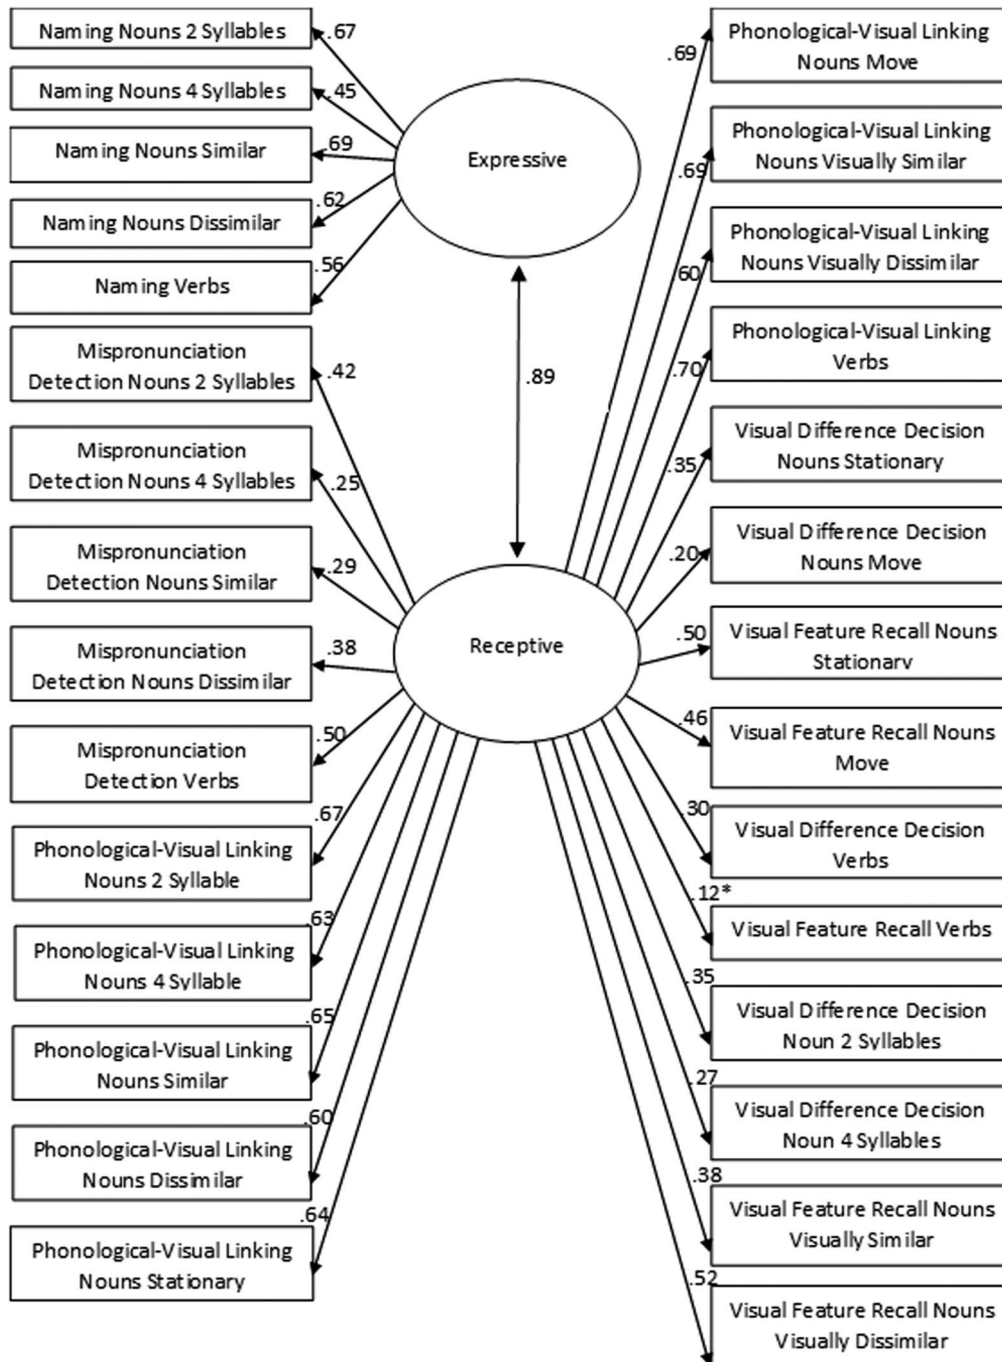 Naming Nouns 2 Syllables
.67
Naming Nouns 4 Syllables
.45
Naming Nouns Similar
.69
Naming Nouns Dissimilar
.62
Naming Verbs
.56
Mispronunciation
Detection Nouns 2 Syllables
.42
Mispronunciation
Detection Nouns 4 Syllables
.25
Mispronunciation
Detection Nouns Similar
.29
Mispronunciation
Detection Nouns Dissimilar
.38
Mispronunciation
Detection Verbs
.50
Phonological-Visual Linking
Nouns 2 Syllable
.67
Phonological-Visual Linking
Nouns 4 Syllable
.63
Phonological-Visual Linking
Nouns Similar
.65
Phonological-Visual Linking
Nouns Dissimilar
.60
Phonological-Visual Linking
Nouns Stationary
.64
Expressive
.89
Receptive
.69
Phonological-Visual Linking
Nouns Move
.69
Phonological-Visual Linking
Nouns Visually Similar
.60
Phonological-Visual Linking
Nouns Visually Dissimilar
.70
Phonological-Visual Linking
Verbs
.35
Visual Difference Decision
Nouns Stationary
.20
Visual Difference Decision
Nouns Move
.50
Visual Feature Recall Nouns
Stationary
.46
Visual Feature Recall Nouns
Move
.30
Visual Difference Decision
Verbs
.12*
Visual Feature Recall Verbs
.35
Visual Difference Decision
Noun 2 Syllables
.27
Visual Difference Decision
Noun 4 Syllables
.38
Visual Feature Recall Nouns
Visually Similar
.52
Visual Feature Recall Nouns
Visually Dissimilar